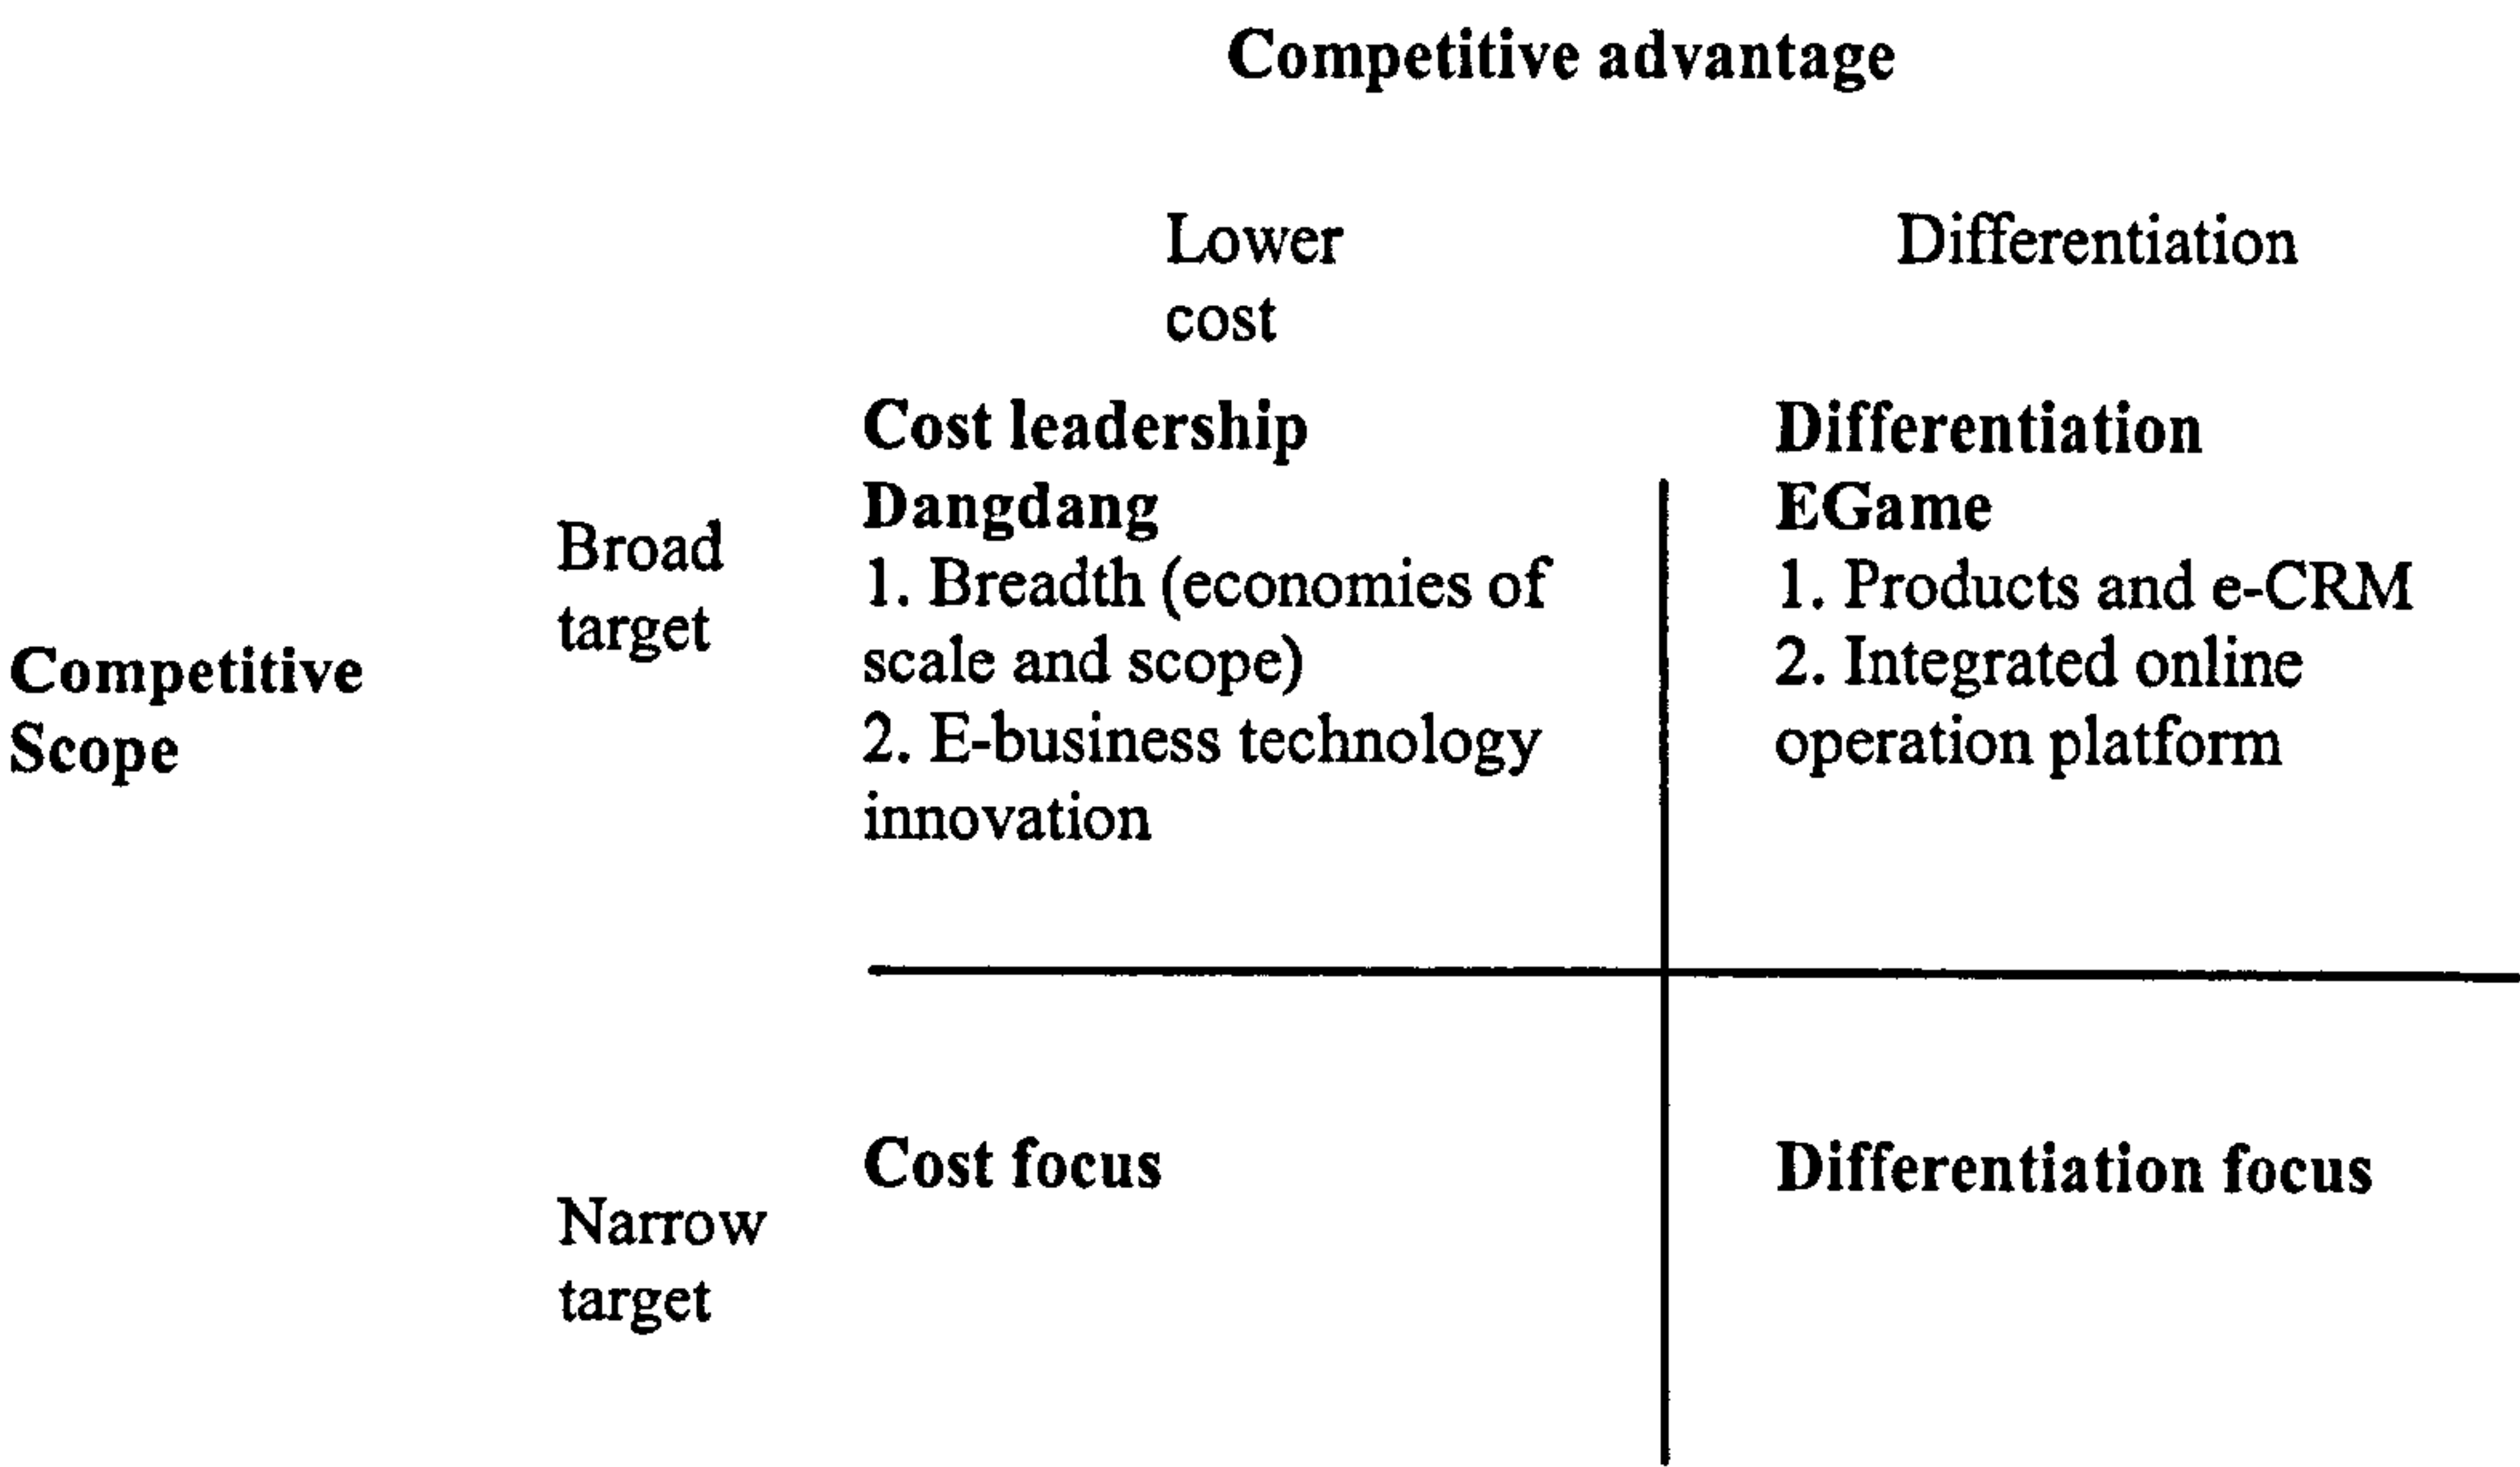 Competitive advantage
Lower
cost
Differentiation
Competitive
Scope
Broad
target
Cost leadership
Dangdang
1. Breadth (economies of
scale and scope)
2. E-business technology
innovation
Differentiation
EGame
1. Products and e-CRM
2. Integrated online
operation platform
Narrow
target
Cost focus
Differentiation focus